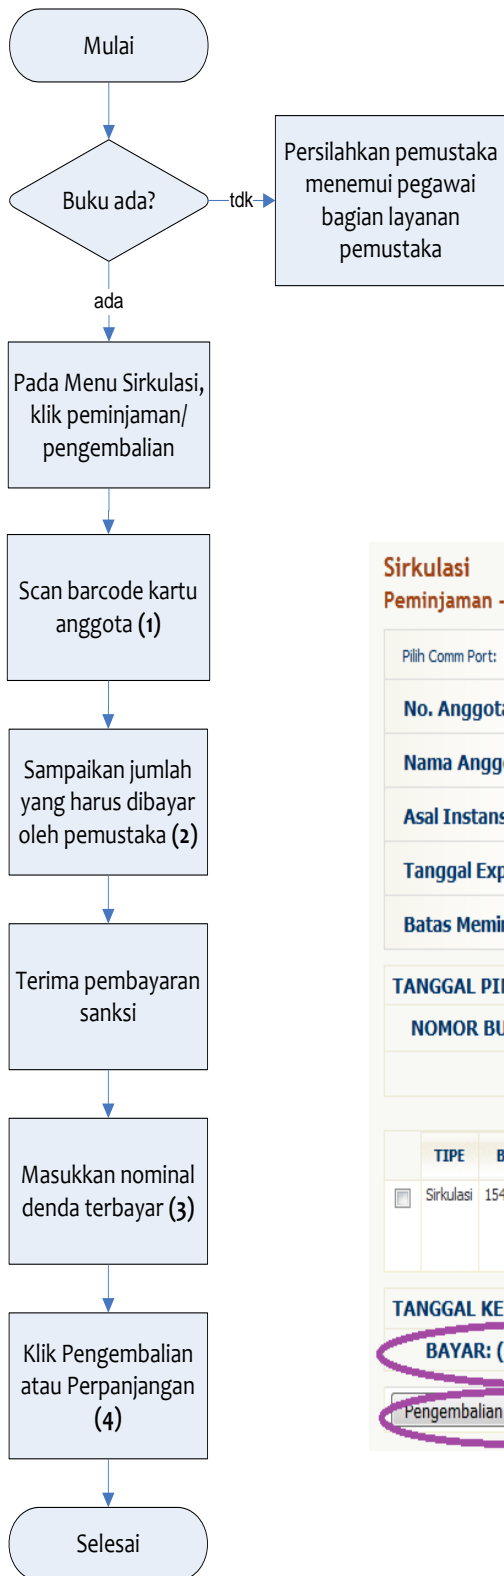 Mulai
Buku ada?
tdk
Persilahkan pemustaka
menemui pegawai
bagian layanan
pemustaka
ada
Pada Menu Sirkulasi,
klik peminjaman/
pengembalian
Scan barcode kartu
anggota (1)
Sampaikan jumlah
yang harus dibayar
oleh pemustaka (2)
Terima pembayaran
sanksi
Masukkan nominal
denda terbayar (3)
Klik Pengembalian
atau Perpanjangan
(4)
Selesai
Sirkulasi
Peminjaman -
Pilih Comm Port:
No. Anggota
Nama Angg
Asal Instans
Tanggal Exp
Batas Memi
TANGGAL PI
NOMOR BU
TIPE B
Sirkulasi 154
TANGGAL KE
BAYAR: (
Pengembalian